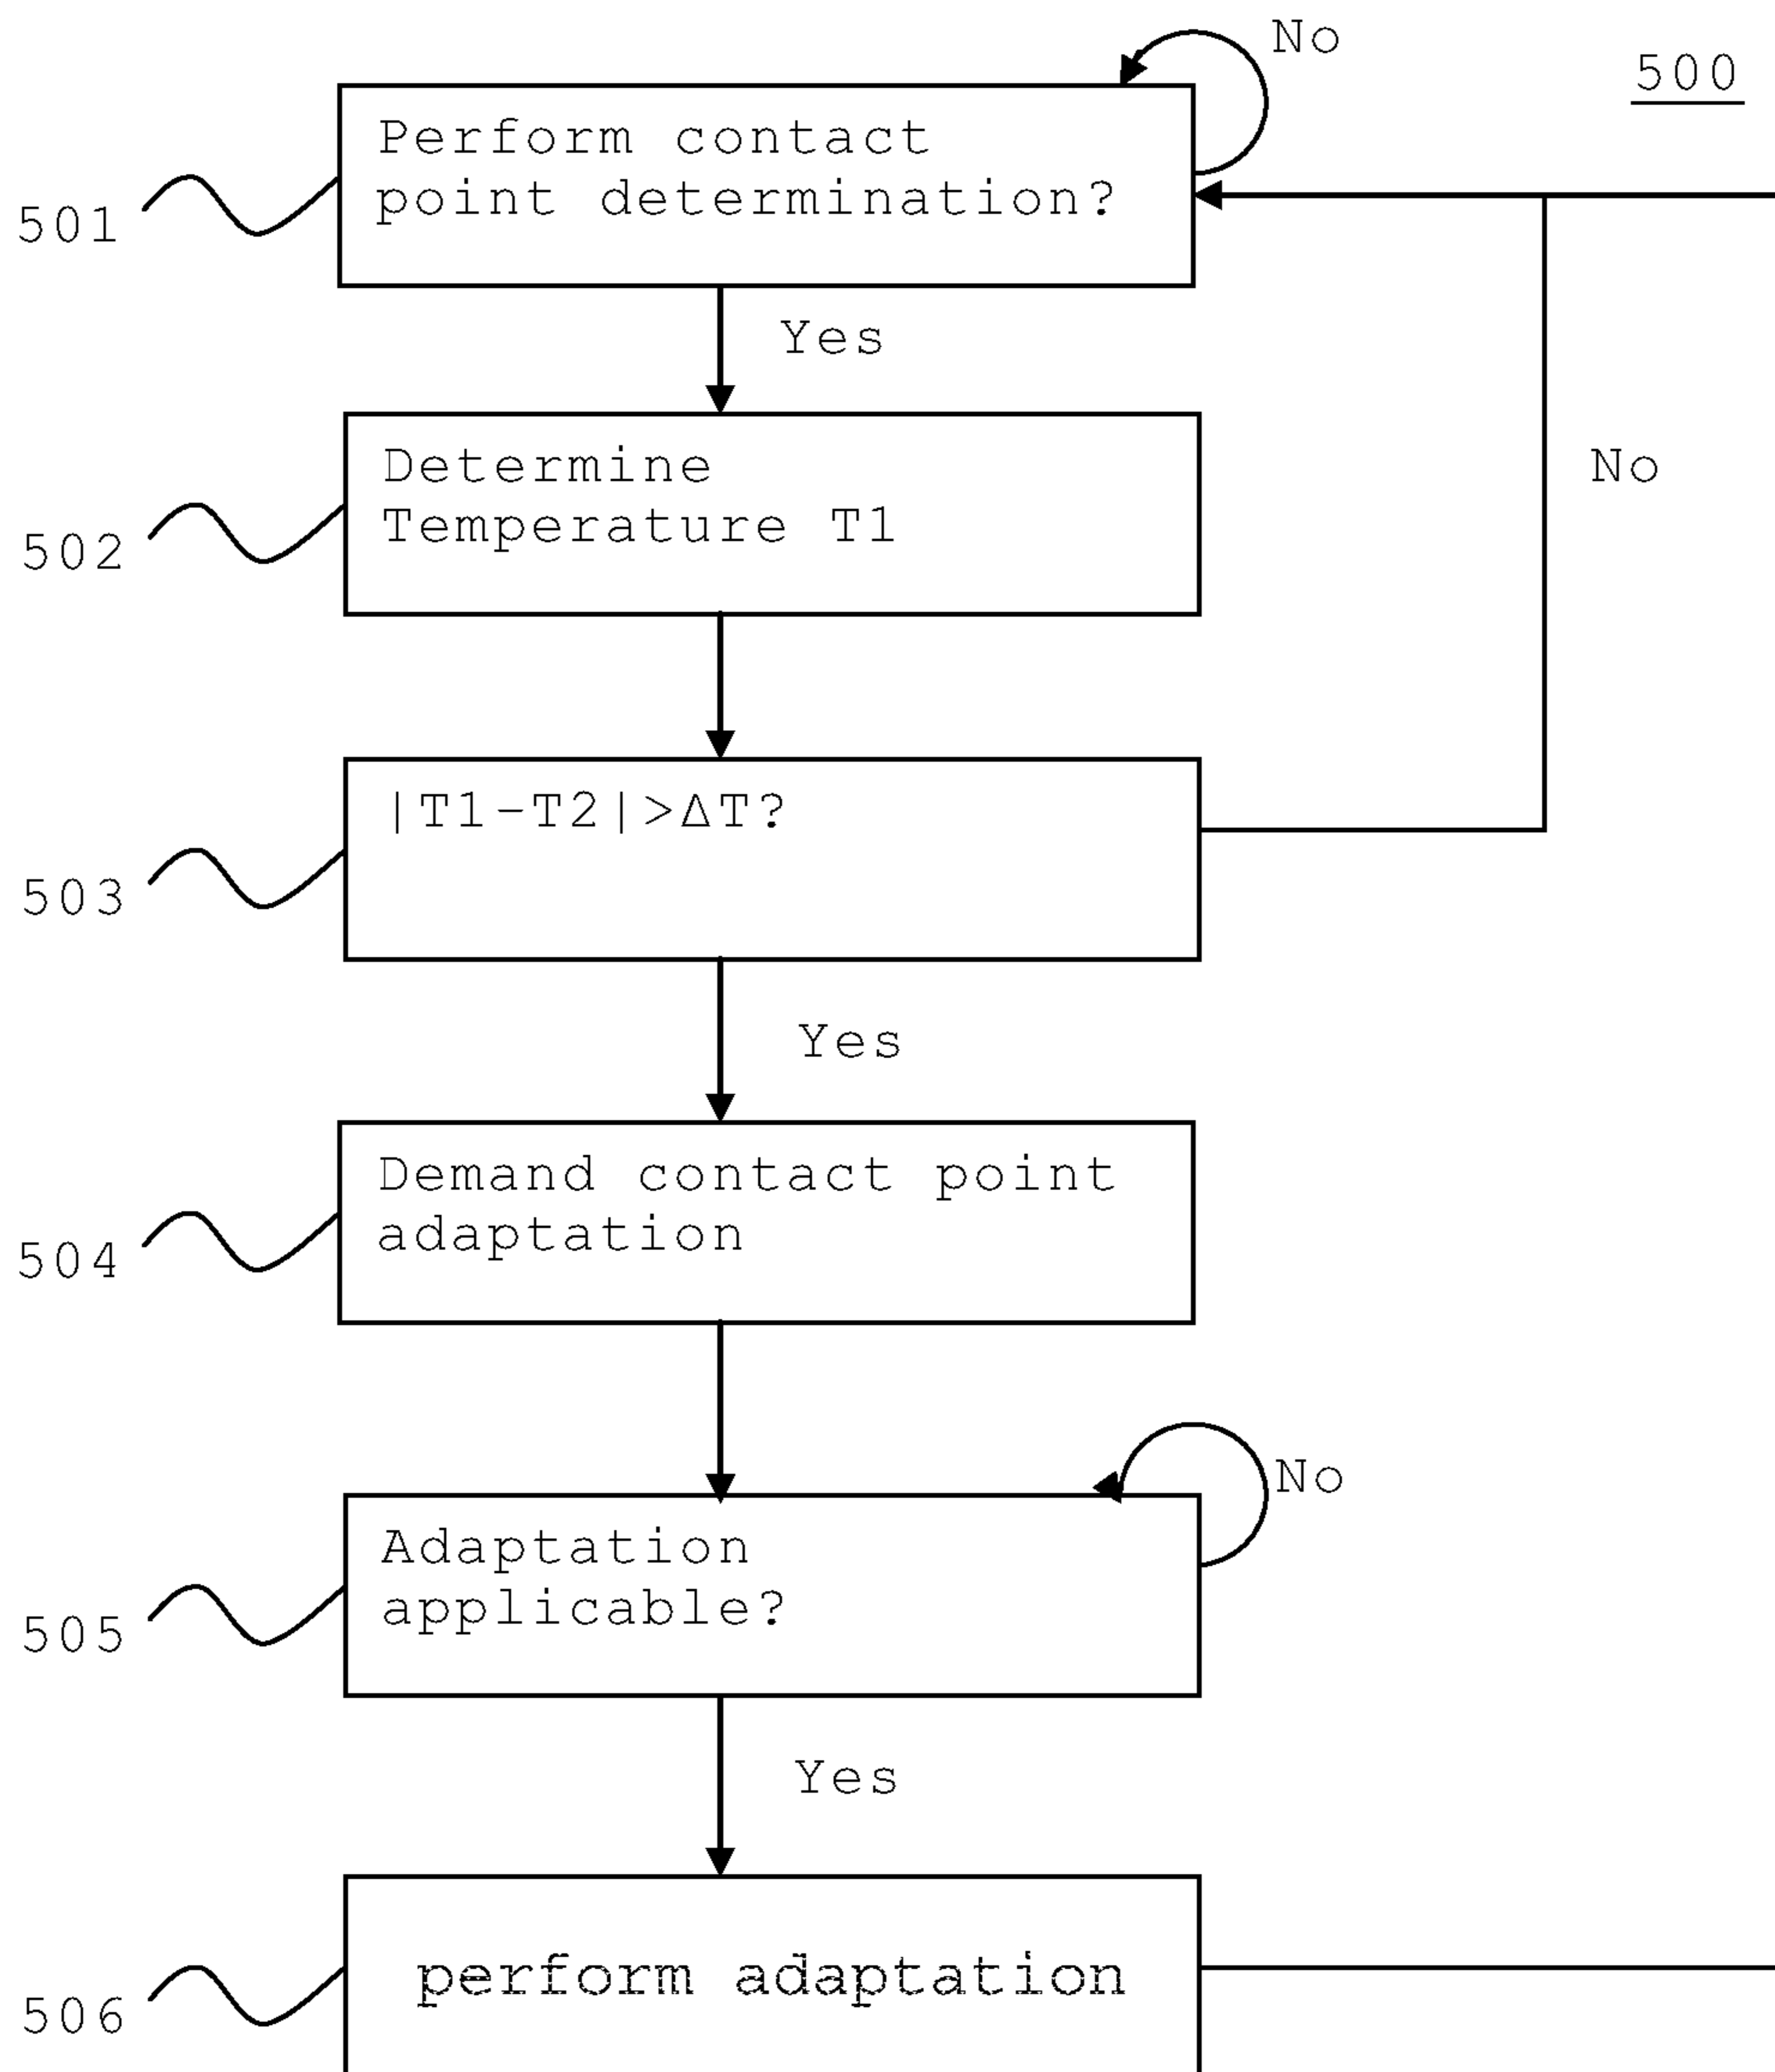 No
500
Perform contact
point determination?
501
Yes
Determine
Temperature T1
502
No
|T1-T2|>ΔT?
503
Yes
Demand contact point
adaptation
504
No
Adaptation
applicable?
505
Yes
perform adaptation
506